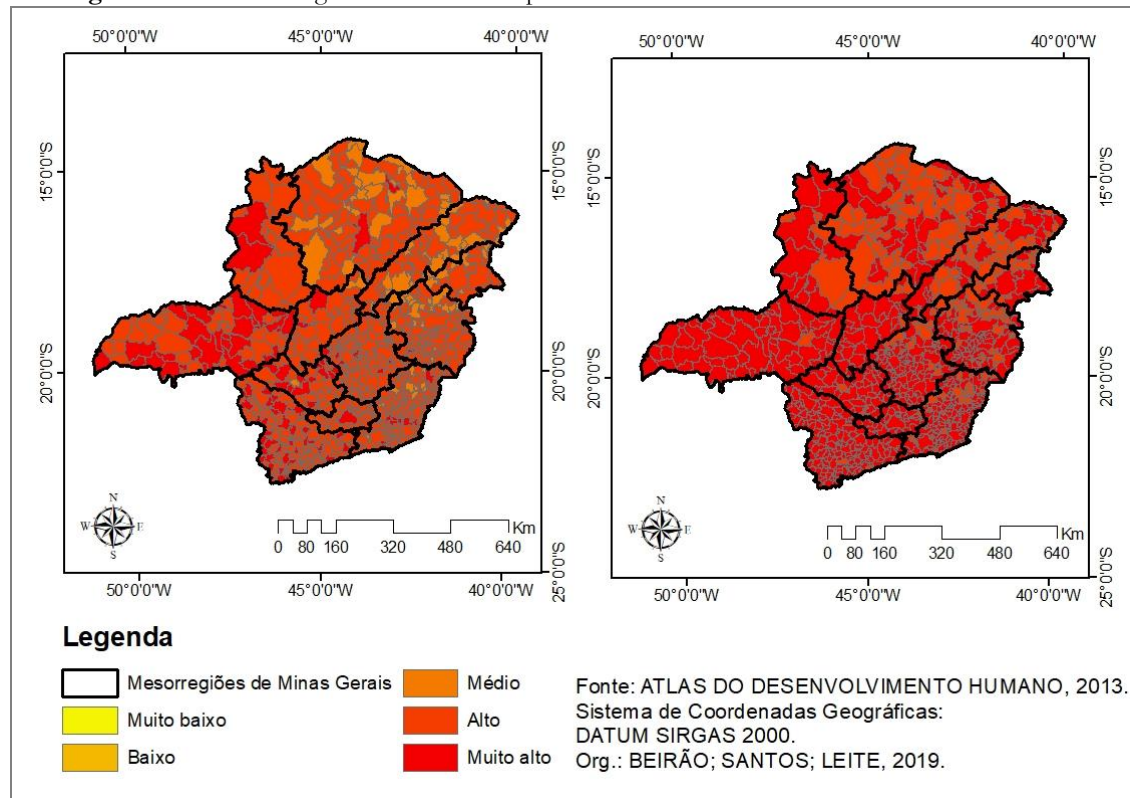 50°0'0"W 45°0'0"W 40°0'0"W
50°0'0"W 45°0'0"W 40°0'0"W
15°0'0"S
15°0'0"S
15°0'0"S
15°0'0"S
20°0'0"S
20°0'0"S
20°0'0"S
20°0'0"S
25°0'0"S
25°0'0"S
N
W E
S
Km
0 80 160 320 480 640
N
W E
S
Km
0 80 160 320 480 640
50°0'0"W 45°0'0"W 40°0'0"W
50°0'0"W 45°0'0"W 40°0'0"W
Legenda
Mesorregiões de Minas Gerais
Muito baixo
Baixo
Médio
Alto
Muito alto
Fonte: ATLAS DO DESENVOLVIMENTO HUMANO, 2013.
Sistema de Coordenadas Geográficas:
DATUM SIRGAS 2000.
Org.: BEIRÃO; SANTOS; LEITE, 2019.